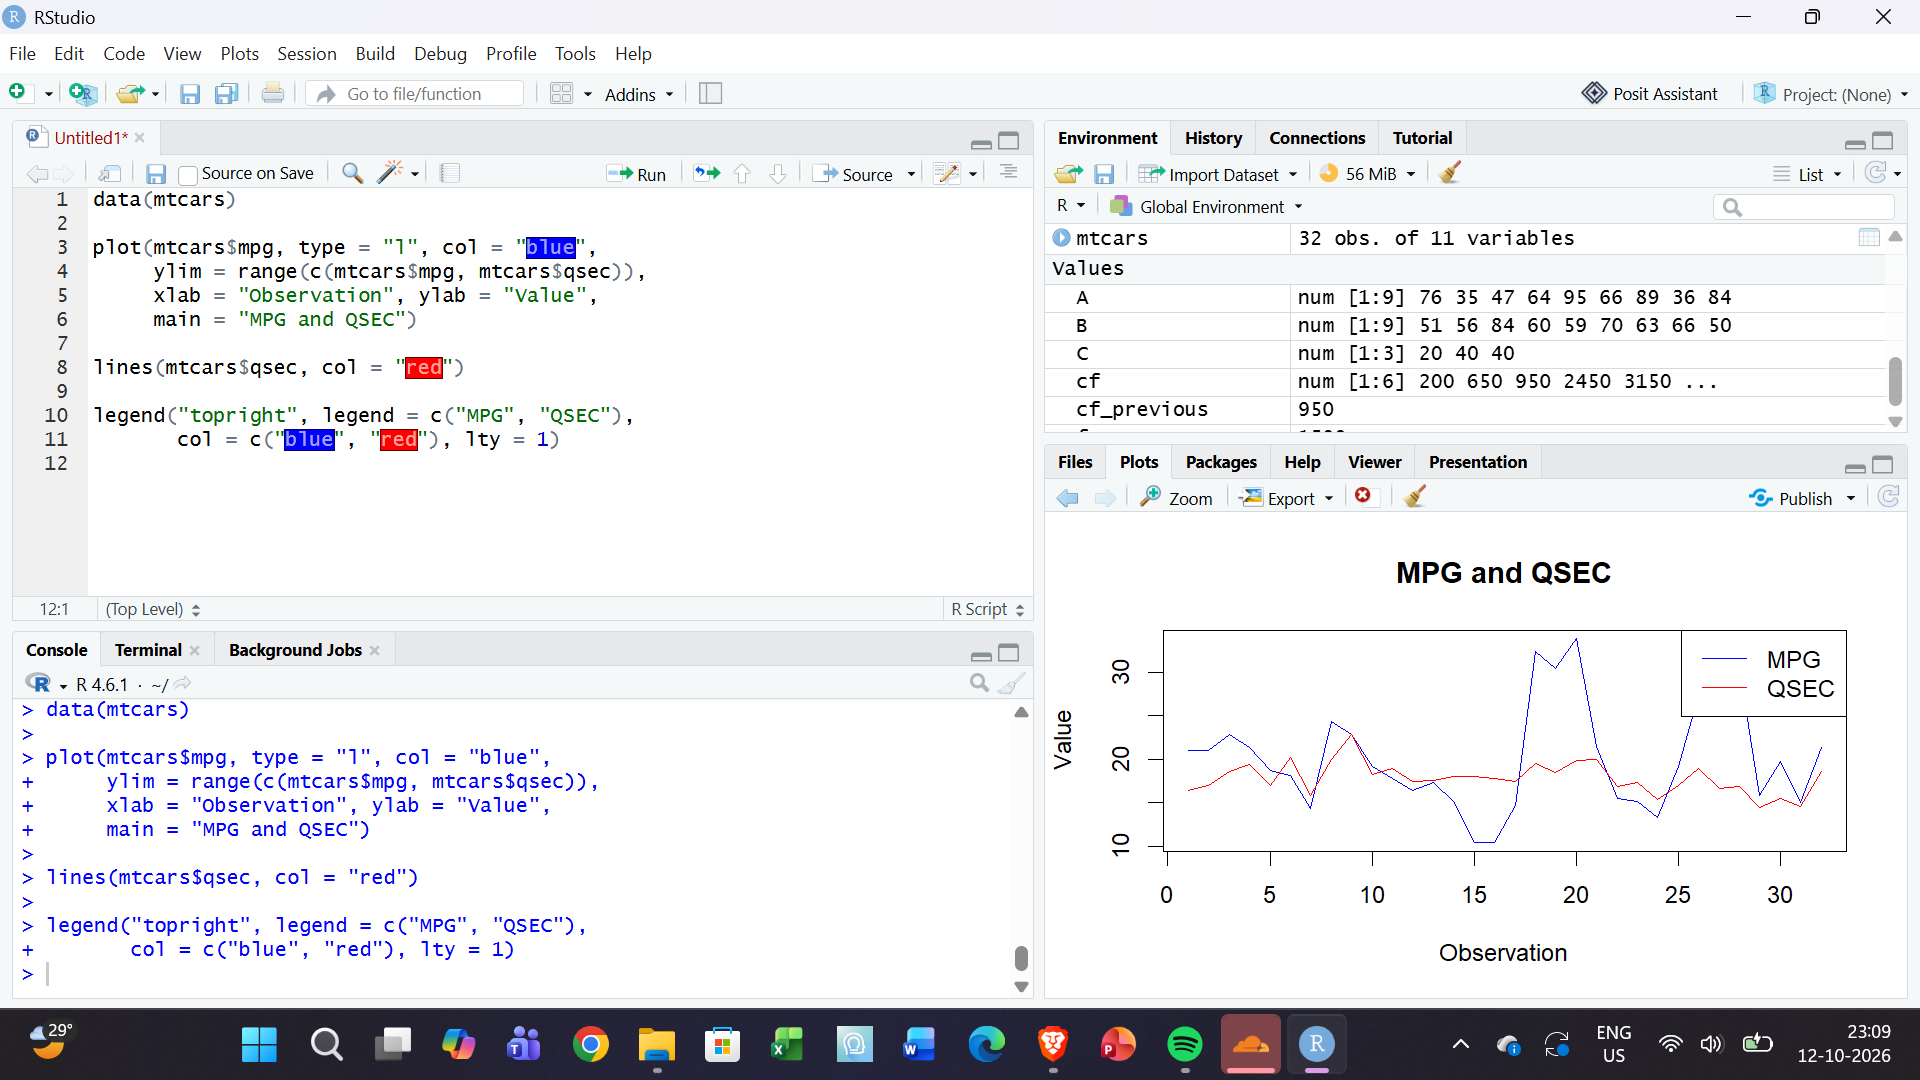 RStudio
File Edit Code View Plots Session Build Debug Profile Tools Help
Go to file/function Addins Posit Assistant Project: (None)
Untitled1*
Source on Save Run Source
1 data(mtcars)
2
3 plot(mtcars$mpg, type = "l", col = "blue",
4 ylim = range(c(mtcars$mpg, mtcars$qsec)),
5 xlab = "Observation", ylab = "Value",
6 main = "MPG and QSEC")
7
8 lines(mtcars$qsec, col = "red")
9
10 legend("topright", legend = c("MPG", "QSEC"),
11 col = c("blue", "red"), lty = 1)
12
12:1 (Top Level) R Script
Console Terminal Background Jobs
R 4.6.1 · ~/
> data(mtcars)
>
> plot(mtcars$mpg, type = "l", col = "blue",
+ ylim = range(c(mtcars$mpg, mtcars$qsec)),
+ xlab = "Observation", ylab = "Value",
+ main = "MPG and QSEC")
>
> lines(mtcars$qsec, col = "red")
>
> legend("topright", legend = c("MPG", "QSEC"),
+ col = c("blue", "red"), lty = 1)
>
Environment History Connections Tutorial
Import Dataset 56 MiB List
R Global Environment
mtcars 32 obs. of 11 variables
Values
A num [1:9] 76 35 47 64 95 66 89 36 84
B num [1:9] 51 56 84 60 59 70 63 66 50
C num [1:3] 20 40 40
cf num [1:6] 200 650 950 2450 3150 ...
cf_previous 950
Files Plots Packages Help Viewer Presentation
Zoom Export Publish
MPG and QSEC
MPG
QSEC
Value
30
20
10
0 5 10 15 20 25 30
Observation
29°
ENG
US
23:09
12-10-2026